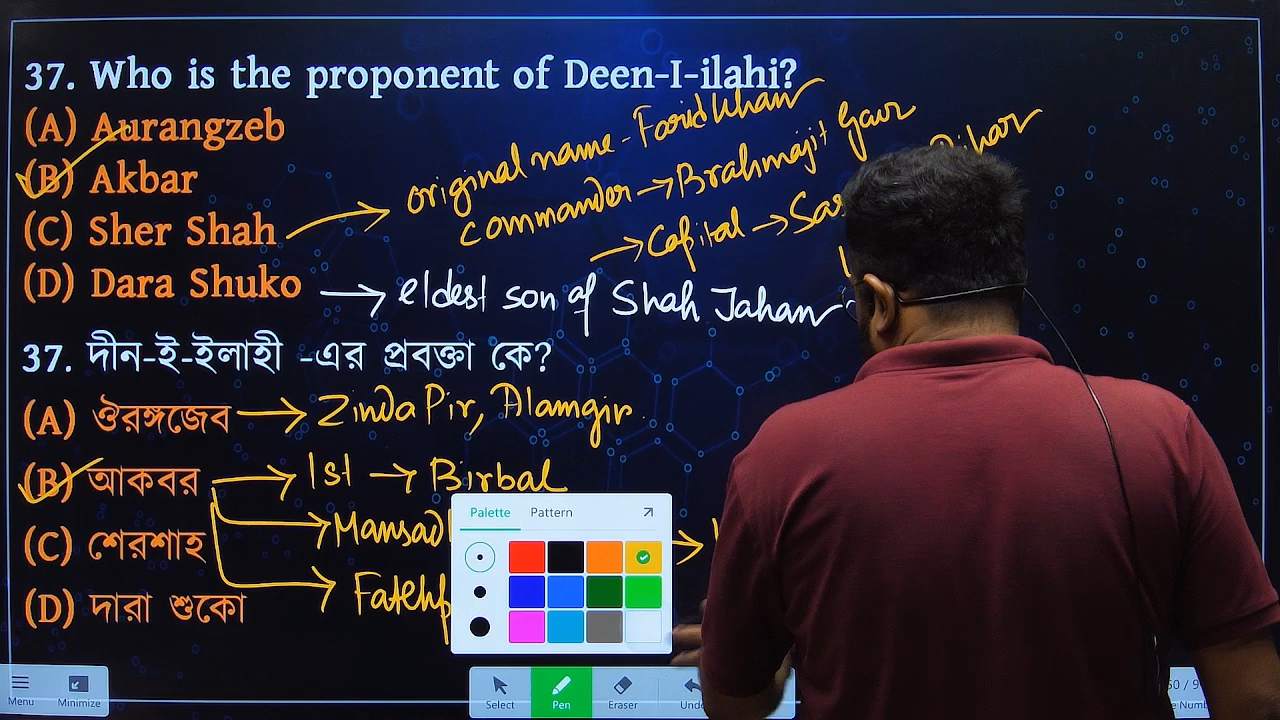 37. Who is the proponent of Deen-I-ilahi?
(A) Aurangzeb
(B) Akbar
(C) Sher Shah
(D) Dara Shuko
original name - Farid Khan
commander → Brahmajit Gaur
→ Capital →
Bihar
→ eldest son of Shah Jahan
37. দীন-ই-ইলাহী -এর প্রবক্তা কে?
(A) ঔরঙ্গজেব → Zinda Pir, Alamgir
(B) আকবর → 1st → Birbal
(C) শেরশাহ
(D) দারা শুকো
Palette Pattern
Menu
Minimize
Select
Pen
Eraser